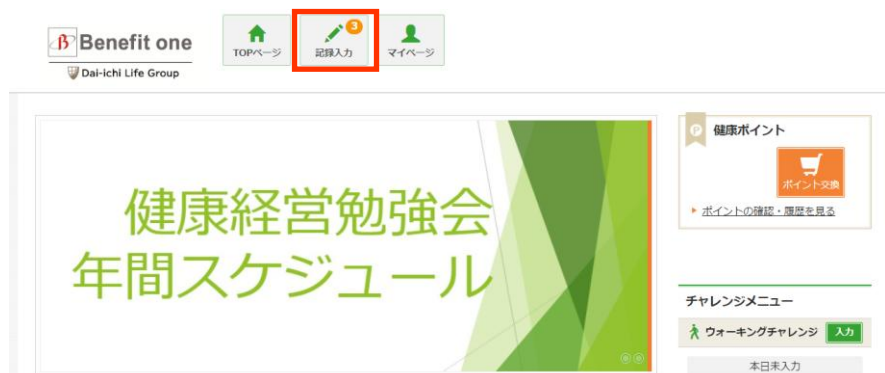 Benefit one
Dai-ichi Life Group
TOPページ
3
記録入力
マイページ
健康経営勉強会
年間スケジュール
P
健康ポイント
ポイント交換
ポイントの確認・履歴を見る
チャレンジメニュー
ウォーキングチャレンジ
入力
本日未入力